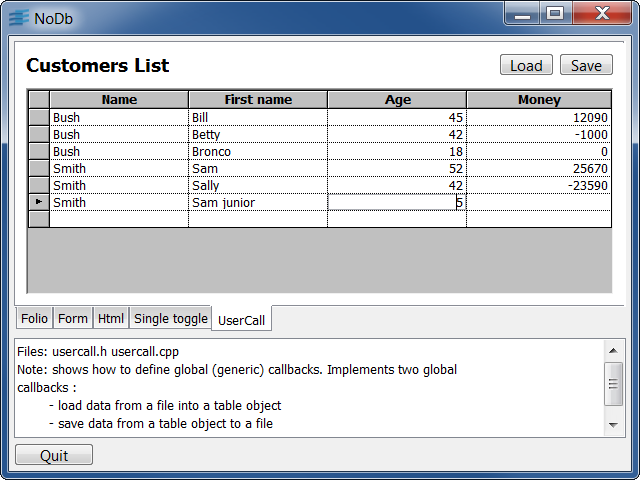 NoDb
Customers List Load Save
Name First name Age Money
Bush Bill 45 12090
Bush Betty 42 -1000
Bush Bronco 18 0
Smith Sam 52 25670
Smith Sally 42 -23590
Smith Sam junior 5
Folio Form Html Single toggle UserCall
Files: usercall.h usercall.cpp
Note: shows how to define global (generic) callbacks. Implements two global
callbacks :
- load data from a file into a table object
- save data from a table object to a file
Quit